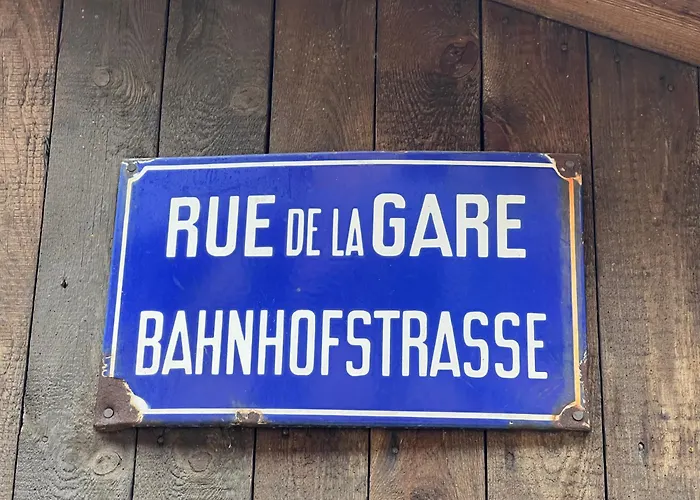 RUE DE LA GARE
BAHNHOFSTRASSE